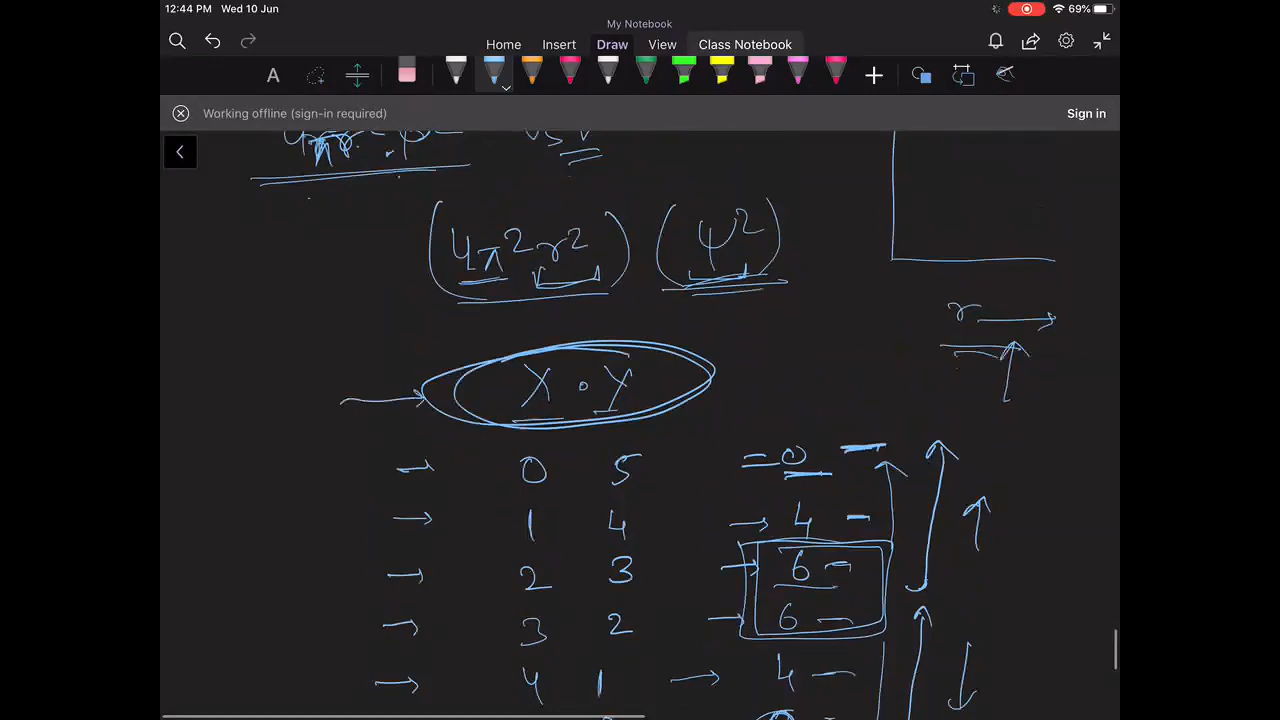 12:44 PM Wed 10 Jun 69%
My Notebook
Home Insert Draw View Class Notebook
A
Working offline (sign-in required) Sign in
vs r
(4π²r²) (ψ²)
r
X . Y
0 5 = 0
1 4 → 4
2 3 → 6
3 2 → 6
4 1 → 4